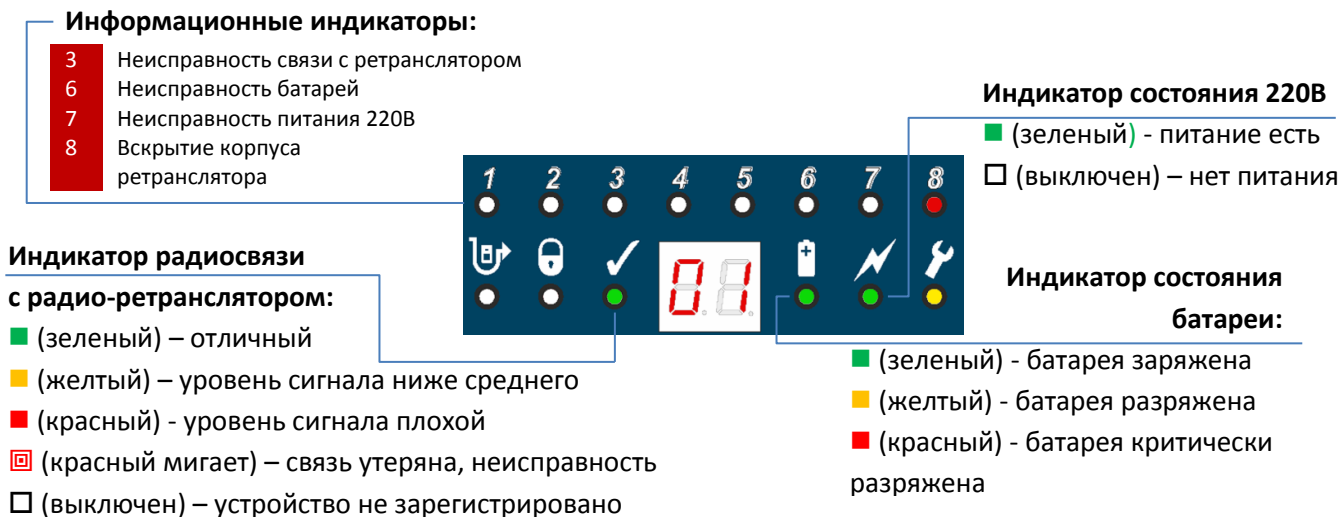 Информационные индикаторы:
3 Неисправность связи с ретранслятором
6 Неисправность батарей
7 Неисправность питания 220В
8 Вскрытие корпуса
ретранслятора
Индикатор состояния 220В
(зеленый) - питание есть
(выключен) – нет питания
1 2 3 4 5 6 7 8
01
Индикатор радиосвязи
с радио-ретранслятором:
(зеленый) – отличный
(желтый) – уровень сигнала ниже среднего
(красный) - уровень сигнала плохой
(красный мигает) – связь утеряна, неисправность
(выключен) – устройство не зарегистрировано
Индикатор состояния
батареи:
(зеленый) - батарея заряжена
(желтый) - батарея разряжена
(красный) - батарея критически
разряжена